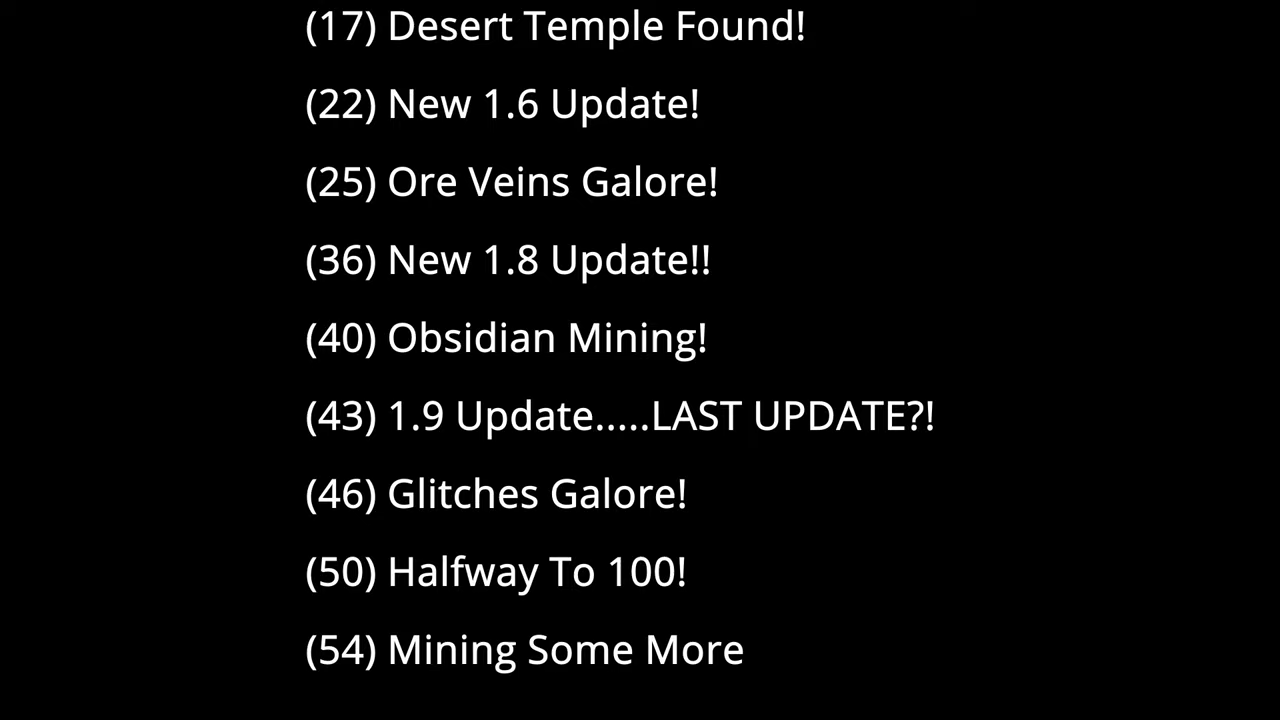 (17) Desert Temple Found!
(22) New 1.6 Update!
(25) Ore Veins Galore!
(36) New 1.8 Update!!
(40) Obsidian Mining!
(43) 1.9 Update.....LAST UPDATE?!
(46) Glitches Galore!
(50) Halfway To 100!
(54) Mining Some More